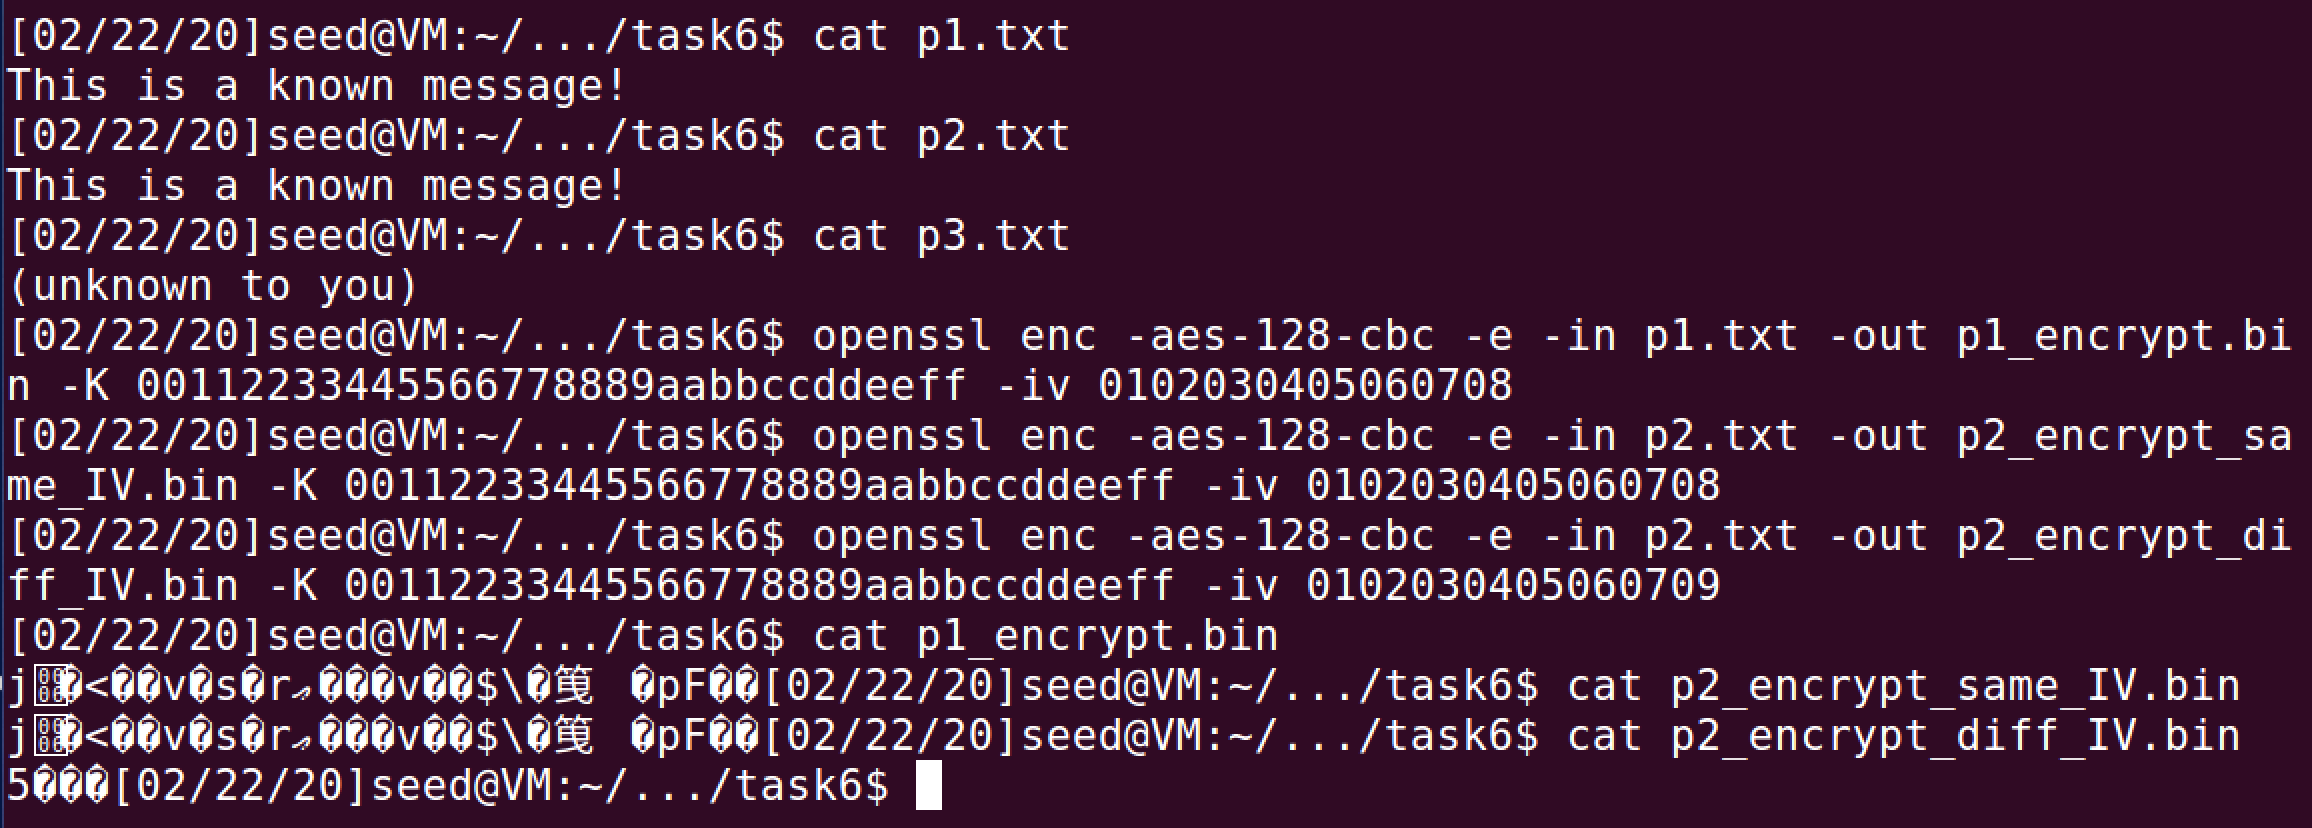 [02/22/20]seed@VM:~/.../task6$ cat p1.txt
This is a known message!
[02/22/20]seed@VM:~/.../task6$ cat p2.txt
This is a known message!
[02/22/20]seed@VM:~/.../task6$ cat p3.txt
(unknown to you)
[02/22/20]seed@VM:~/.../task6$ openssl enc -aes-128-cbc -e -in p1.txt -out p1_encrypt.bi
n -K 00112233445566778889aabbccddeeff -iv 0102030405060708
[02/22/20]seed@VM:~/.../task6$ openssl enc -aes-128-cbc -e -in p2.txt -out p2_encrypt_sa
me_IV.bin -K 00112233445566778889aabbccddeeff -iv 0102030405060708
[02/22/20]seed@VM:~/.../task6$ openssl enc -aes-128-cbc -e -in p2.txt -out p2_encrypt_di
ff_IV.bin -K 00112233445566778889aabbccddeeff -iv 0102030405060709
[02/22/20]seed@VM:~/.../task6$ cat p1_encrypt.bin
j�<��v�s�r���v��$\� �pF��[02/22/20]seed@VM:~/.../task6$ cat p2_encrypt_same_IV.bin
j�<��v�s�r���v��$\� �pF��[02/22/20]seed@VM:~/.../task6$ cat p2_encrypt_diff_IV.bin
5���[02/22/20]seed@VM:~/.../task6$